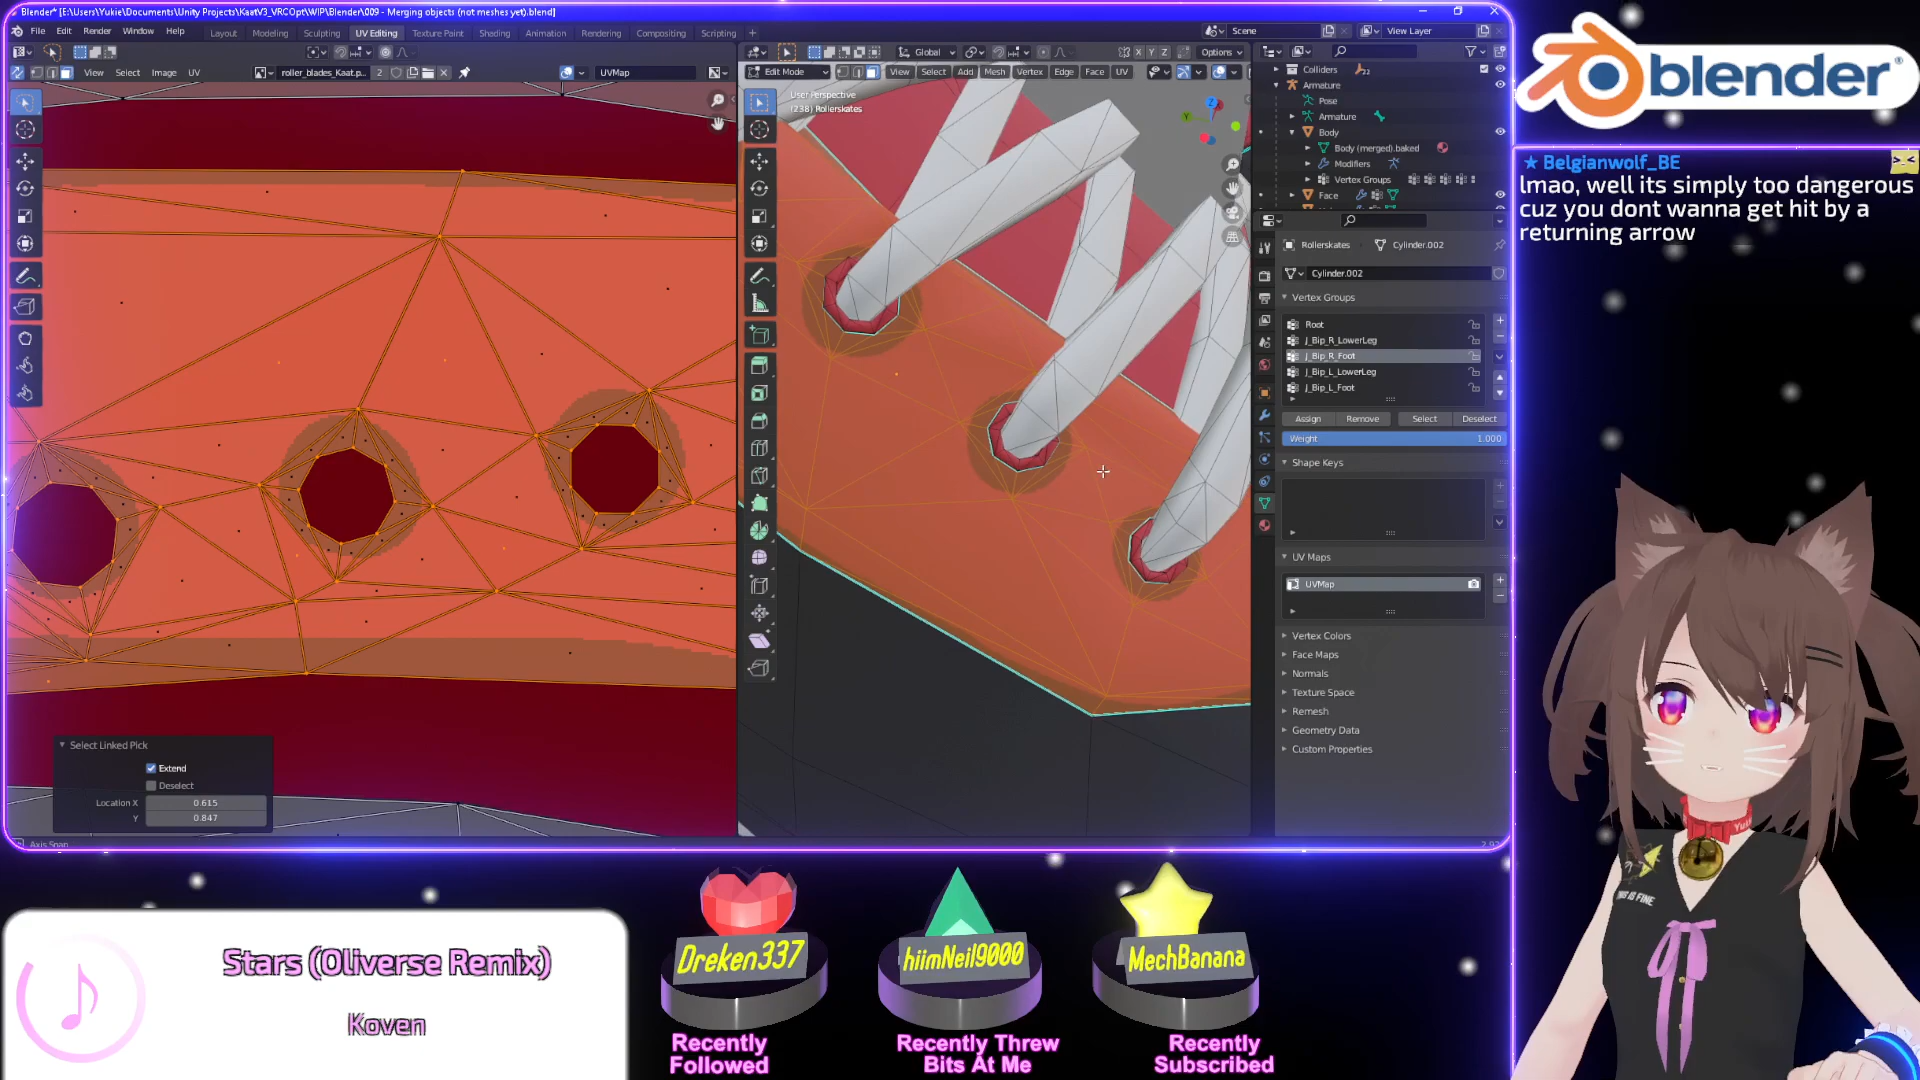 Blender* [E:\Users\Yukie\Documents\Unity Projects\KaatV3_VRCOpt\WIP\Blender\009 - Merging objects (not meshes yet).blend]
File Edit Render Window Help Layout Modeling Sculpting UV Editing Texture Paint Shading Animation Rendering Compositing Scripting + Scene View Layer
Global Options
View Select Image UV roller_blades_Kaat.p... 2 UVMap Edit Mode View Select Add Mesh Vertex Edge Face UV
User Perspective
(238) Rollerskates
X Y Z
Colliders 22
Armature
Pose
Armature
Body
Body (merged).baked
Modifiers
Vertex Groups
Face
Rollerskates Cylinder.002
Cylinder.002
Vertex Groups
Root
J_Bip_R_LowerLeg
J_Bip_R_Foot
J_Bip_L_LowerLeg
J_Bip_L_Foot
Assign Remove Select Deselect
Weight 1.000
Shape Keys
UV Maps
UVMap
Vertex Colors
Face Maps
Normals
Texture Space
Remesh
Geometry Data
Custom Properties
Select Linked Pick
Extend
Deselect
Location X 0.615
Y 0.847
Axis Snap
blender®
★ Belgianwolf_BE
lmao, well its simply too dangerous
cuz you dont wanna get hit by a
returning arrow
THIS IS FINE
Stars (Oliverse Remix)
Koven
Dreken337
Recently
Followed
hiimNeil9000
Recently Threw
Bits At Me
MechBanana
Recently
Subscribed